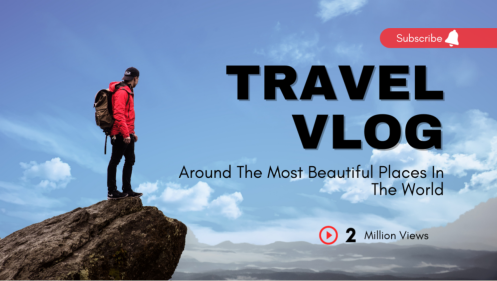 Subscribe
TRAVEL
VLOG
Around The Most Beautiful Places In
The World
2 Million Views